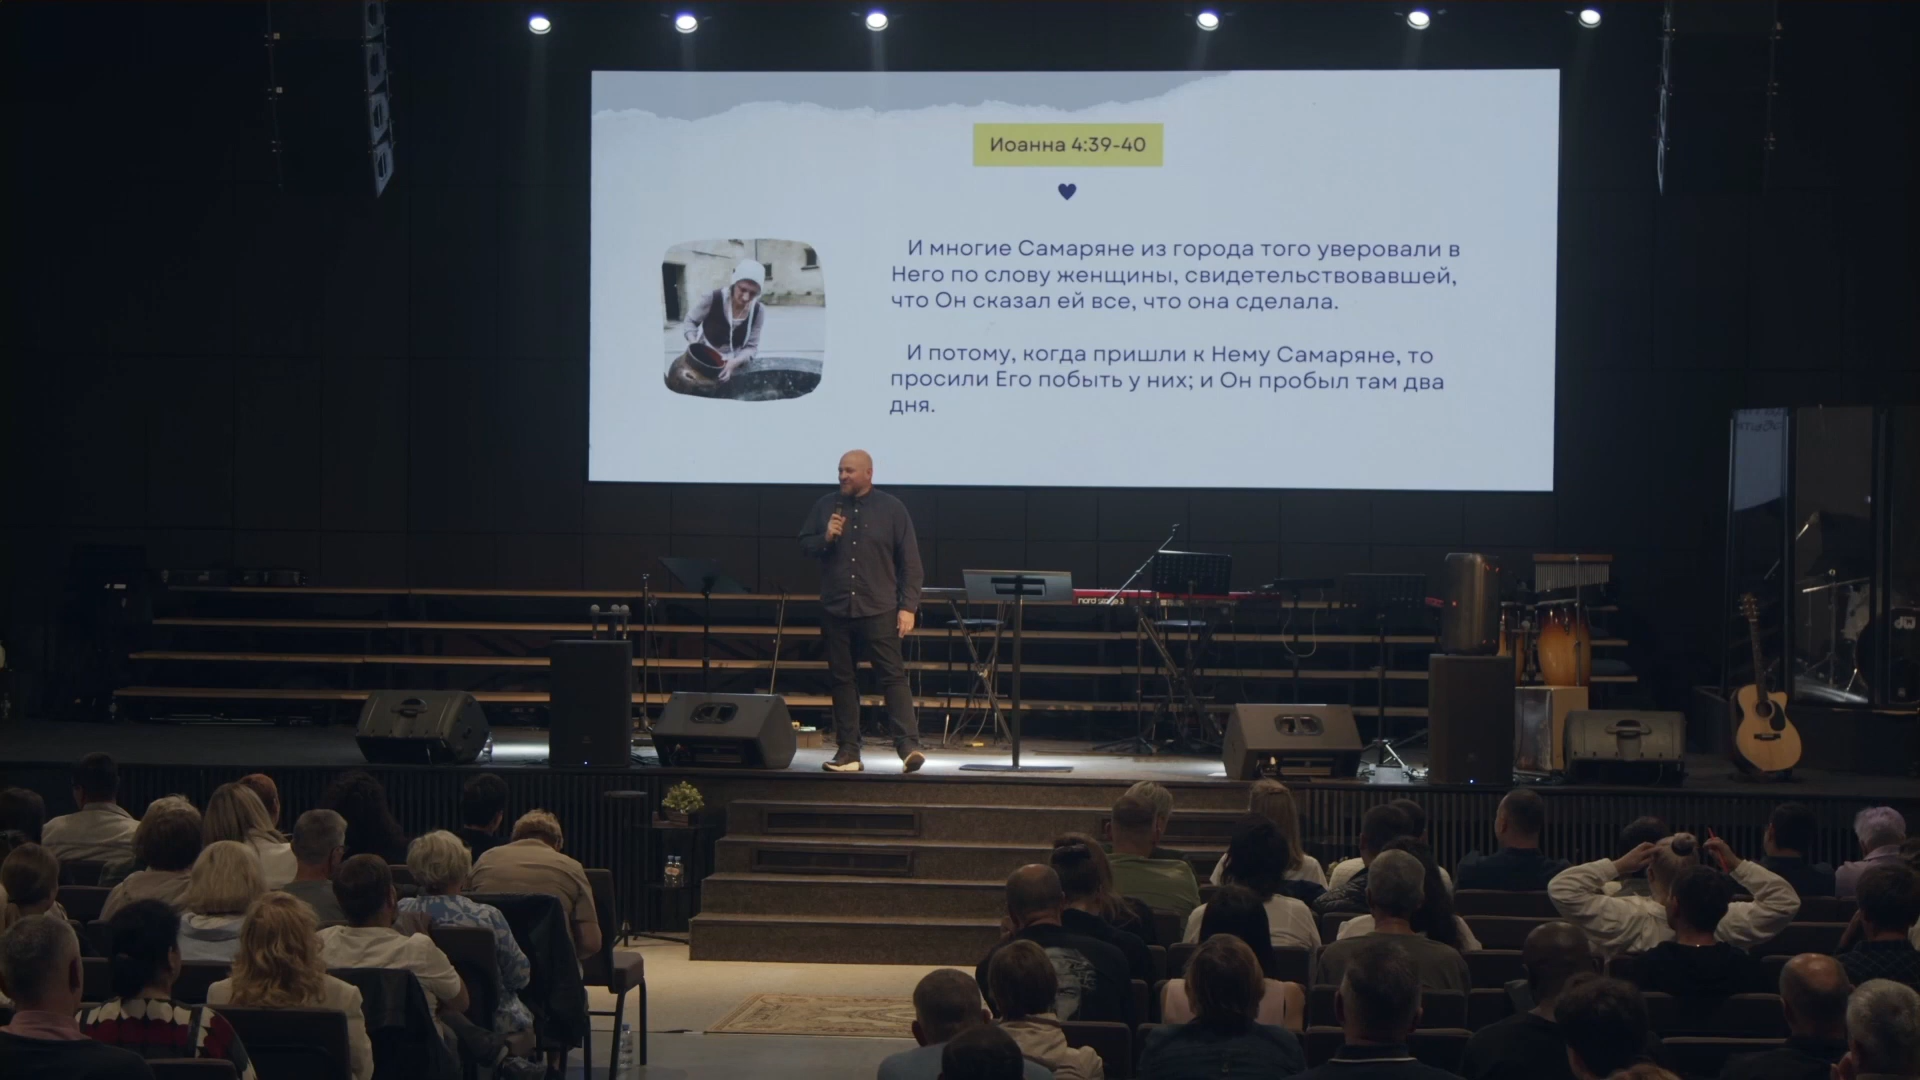 Иоанна 4:39-40
И многие Самаряне из города того уверовали в
Него по слову женщины, свидетельствовавшей,
что Он сказал ей все, что она сделала.
И потому, когда пришли к Нему Самаряне, то
просили Его побыть у них; и Он пробыл там два
дня.
nord stage 3
dw